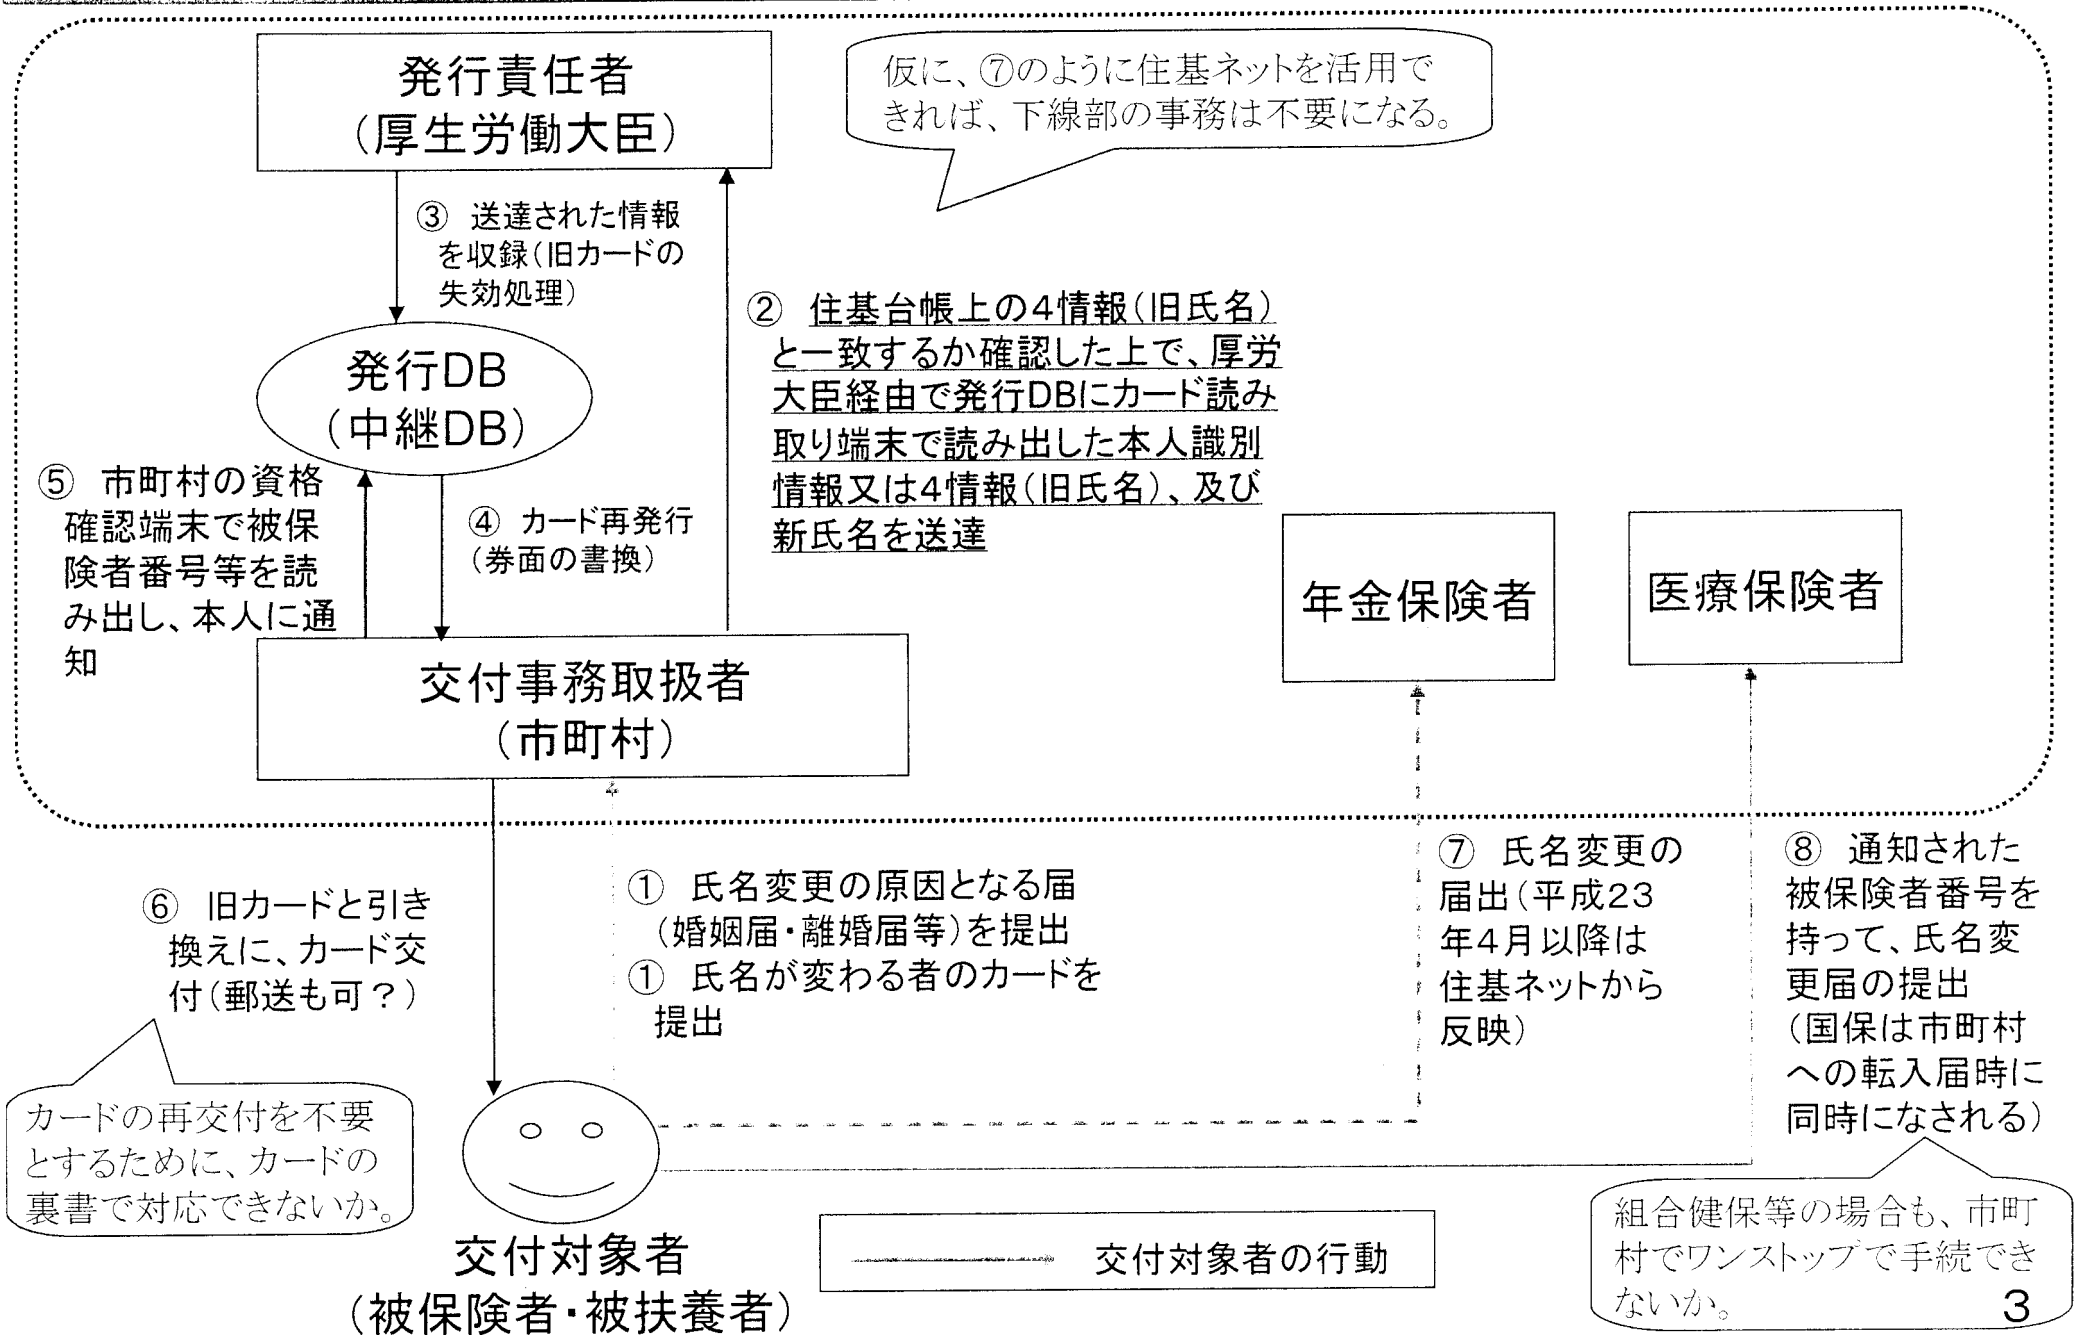 発行責任者
（厚生労働大臣）
仮に、⑦のように住基ネットを活用で
きれば、下線部の事務は不要になる。
③ 送達された情報
を収録（旧カードの
失効処理）
② 住基台帳上の４情報（旧氏名）
と一致するか確認した上で、厚労
大臣経由で発行DBにカード読み
取り端末で読み出した本人識別
情報又は４情報（旧氏名）、及び
新氏名を送達
発行DB
（中継DB）
⑤ 市町村の資格
確認端末で被保
険者番号等を読
み出し、本人に通
知
④ カード再発行
（券面の書換）
年金保険者
医療保険者
交付事務取扱者
（市町村）
⑥ 旧カードと引き
換えに、カード交
付（郵送も可？）
① 氏名変更の原因となる届
（婚姻届・離婚届等）を提出
① 氏名が変わる者のカードを
提出
⑦ 氏名変更の
届出（平成２３
年４月以降は
住基ネットから
反映）
⑧ 通知された
被保険者番号を
持って、氏名変
更届の提出
（国保は市町村
への転入届時に
同時になされる）
カードの再交付を不要
とするために、カードの
裏書で対応できないか。
交付対象者
（被保険者・被扶養者）
交付対象者の行動
組合健保等の場合も、市町
村でワンストップで手続でき
ないか。
3